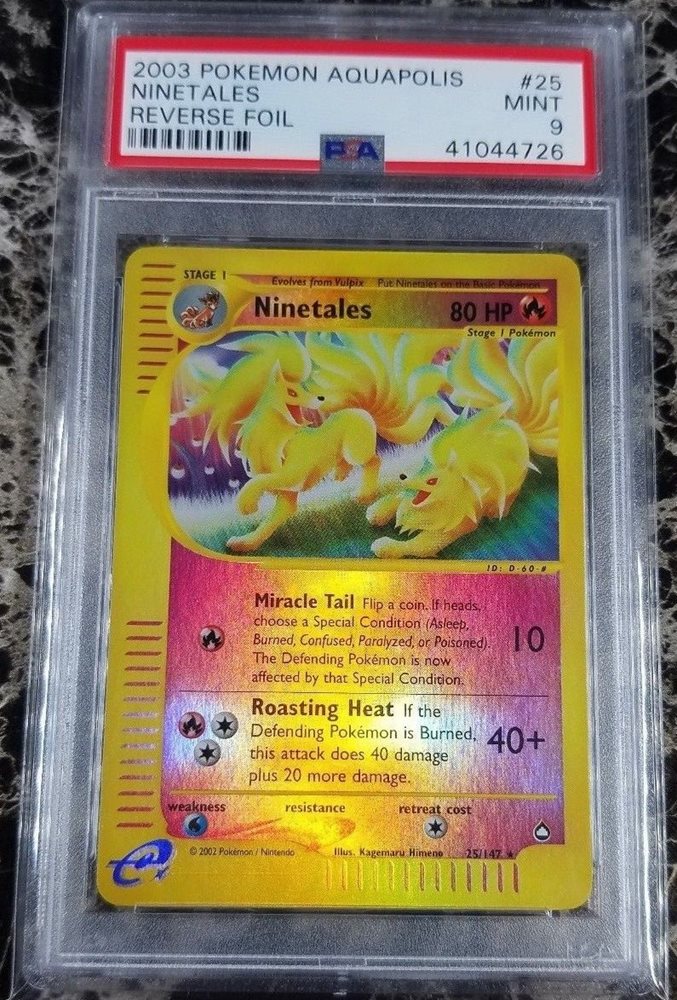 2003 POKEMON AQUAPOLIS #25
NINETALES MINT
REVERSE FOIL 9
PSA 41044726
STAGE 1
Evolves from Vulpix Put Ninetales on the Basic Pokémon
Ninetales 80 HP
Stage 1 Pokémon
ID: D-60-#
Miracle Tail Flip a coin. If heads,
choose a Special Condition (Asleep,
Burned, Confused, Paralyzed, or Poisoned). 10
The Defending Pokémon is now
affected by that Special Condition.
Roasting Heat If the
Defending Pokémon is Burned, 40+
this attack does 40 damage
plus 20 more damage.
weakness resistance retreat cost
e © 2002 Pokémon / Nintendo Illus. Kagemaru Himeno 25/147 ★